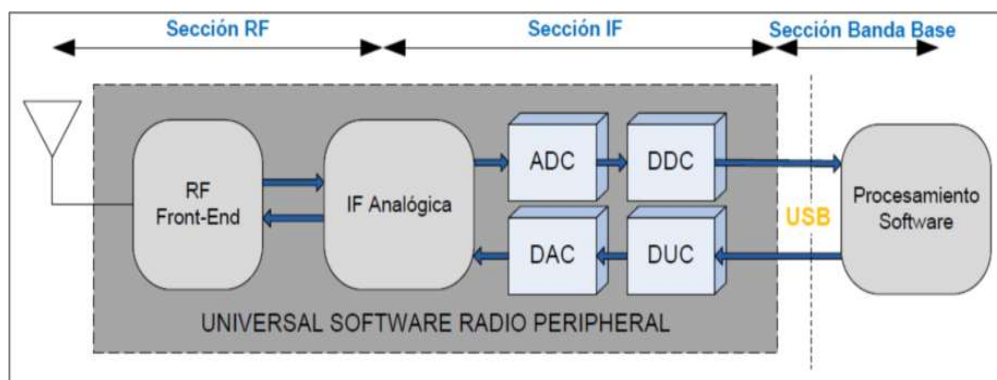 Sección RF
Sección IF
Sección Banda Base
RF
Front-End
IF Analógica
ADC
DDC
DAC
DUC
USB
Procesamiento
Software
UNIVERSAL SOFTWARE RADIO PERIPHERAL